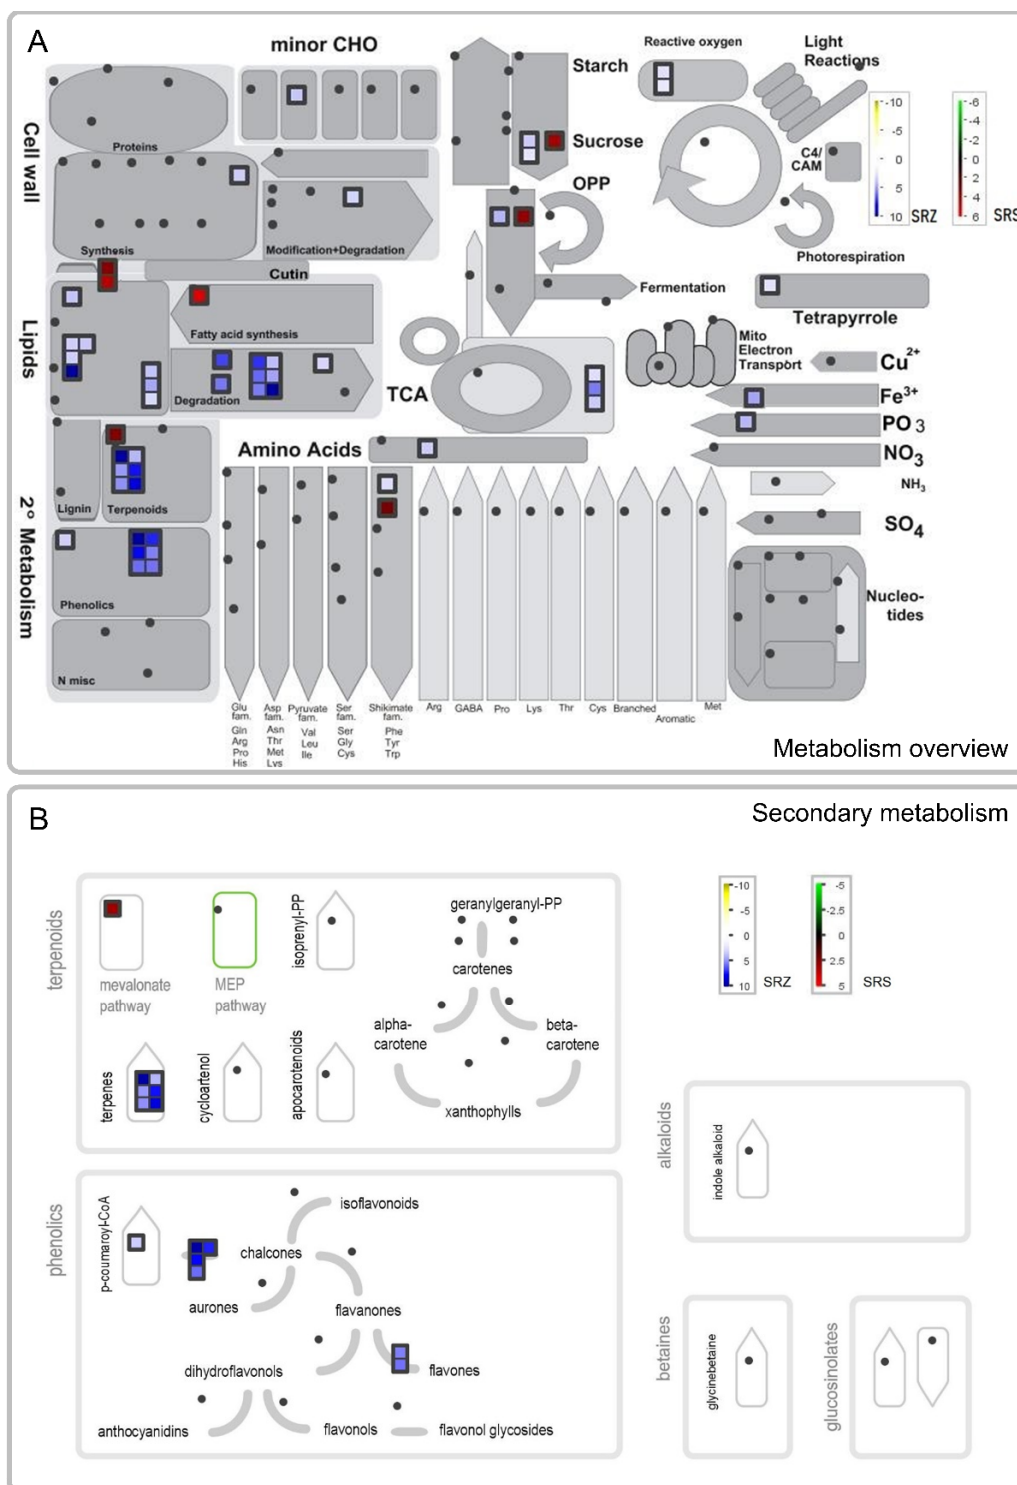 A
minor CHO
Starch
Sucrose
OPP
Reactive oxygen
Light
Reactions
C4/
CAM
-10
-5
0
5
10
SRZ
-6
-4
-2
0
2
4
6
SRS
Cell wall
Proteins
Synthesis
Modification+Degradation
Cutin
Photorespiration
Fermentation
Tetrapyrrole
Lipids
Fatty acid synthesis
Degradation
TCA
Mito
Electron
Transport
Cu2+
Fe3+
PO 3
NO3
NH3
SO4
Amino Acids
2° Metabolism
Lignin
Terpenoids
Phenolics
N misc
Nucleo-
tides
Glu
fam.
Gln
Arg
Pro
His
Asp
fam.
Asn
Thr
Met
Lys
Pyruvate
fam.
Val
Leu
Ile
Ser
fam.
Ser
Gly
Cys
Shikimate
fam.
Phe
Tyr
Trp
Arg
GABA
Pro
Lys
Thr
Cys
Branched
Aromatic
Met
Metabolism overview
B
Secondary metabolism
terpenoids
mevalonate
pathway
MEP
pathway
isoprenyl-PP
geranylgeranyl-PP
carotenes
alpha-
carotene
beta-
carotene
xanthophylls
terpenes
cycloartenol
apocarotenoids
-10
-5
0
5
10
SRZ
-5
-2.5
0
2.5
5
SRS
phenolics
p-coumaroyl-CoA
isoflavonoids
chalcones
aurones
flavanones
dihydroflavonols
flavones
anthocyanidins
flavonols
flavonol glycosides
alkaloids
indole alkaloid
betaines
glycinebetaine
glucosinolates